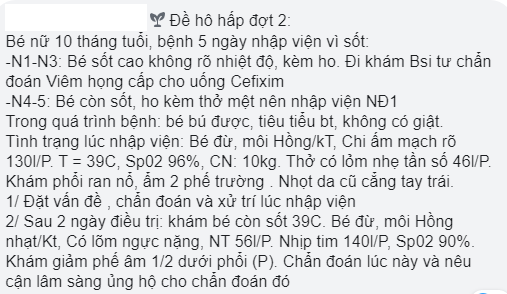 Đề hô hấp đợt 2:
Bé nữ 10 tháng tuổi, bệnh 5 ngày nhập viện vì sốt:
-N1-N3: Bé sốt cao không rõ nhiệt độ, kèm ho. Đi khám Bsi tư chẩn
đoán Viêm họng cấp cho uống Cefixim
-N4-5: Bé còn sốt, ho kèm thở mệt nên nhập viện NĐ1
Trong quá trình bệnh: bé bú được, tiêu tiểu bt, không có giật.
Tình trạng lúc nhập viện: Bé đừ, môi Hồng/kT, Chi ấm mạch rõ
130l/P. T = 39C, Sp02 96%, CN: 10kg. Thở có lỏm nhẹ tần số 46l/P.
Khám phổi ran nổ, ẩm 2 phế trường . Nhọt da cũ cẳng tay trái.
1/ Đặt vấn đề , chẩn đoán và xử trí lúc nhập viện
2/ Sau 2 ngày điều trị: khám bé còn sốt 39C. Bé đừ, môi Hồng
nhạt/Kt, Có lõm ngực nặng, NT 56l/P. Nhịp tim 140l/P, Sp02 90%.
Khám giảm phế âm 1/2 dưới phổi (P). Chẩn đoán lúc này và nêu
cận lâm sàng ủng hộ cho chẩn đoán đó